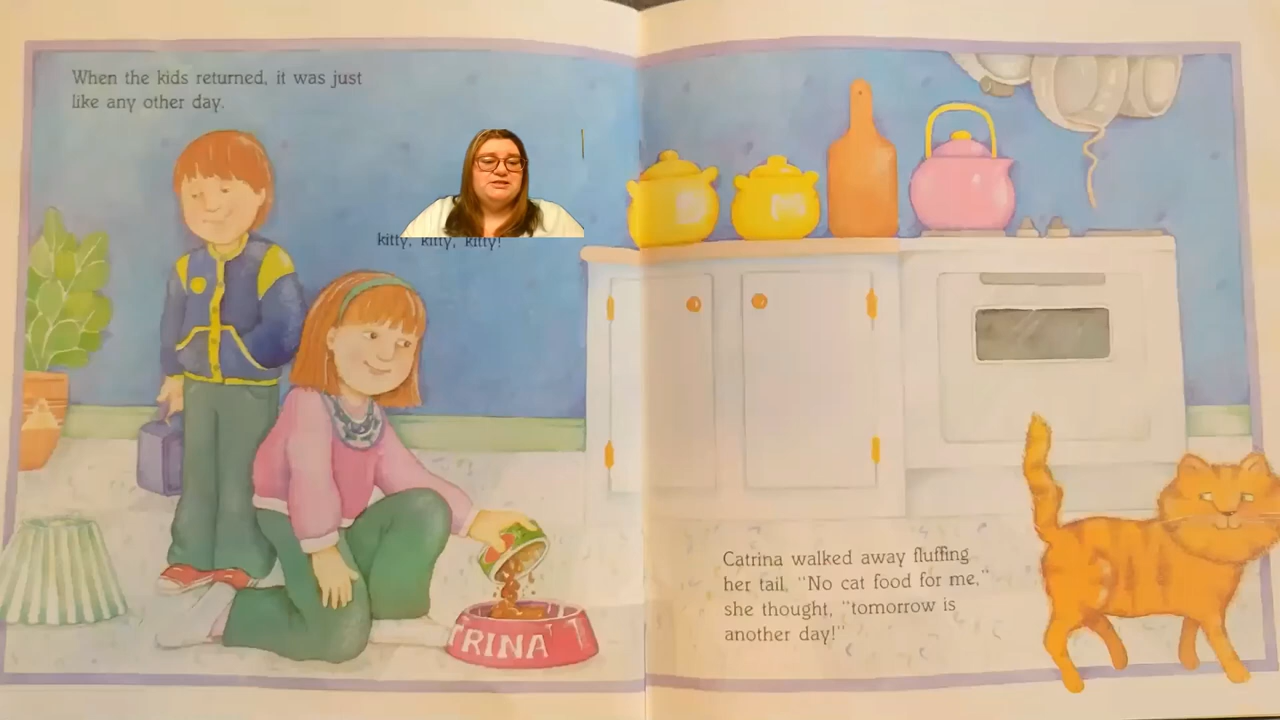 When the kids returned, it was just
like any other day.
kitty, kitty, kitty!
TRINA
Catrina walked away fluffing
her tail. "No cat food for me,"
she thought, "tomorrow is
another day!"